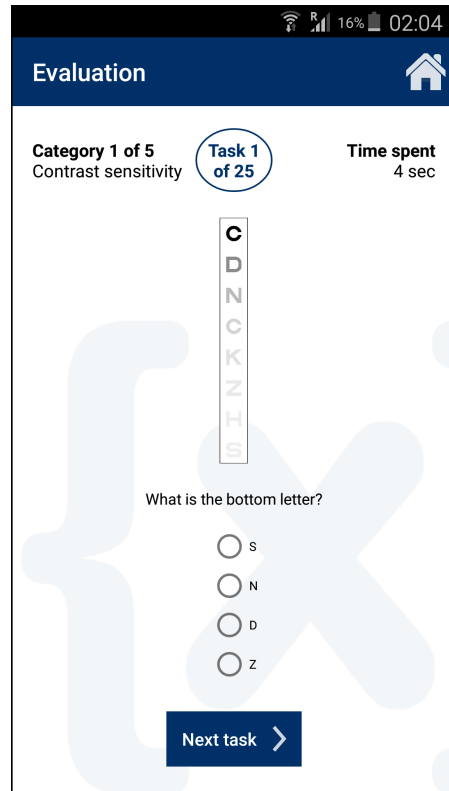 R 16% 02:04
Evaluation
Category 1 of 5
Contrast sensitivity
Task 1
of 25
Time spent
4 sec
C
D
N
C
K
Z
H
S
What is the bottom letter?
S
N
D
Z
Next task